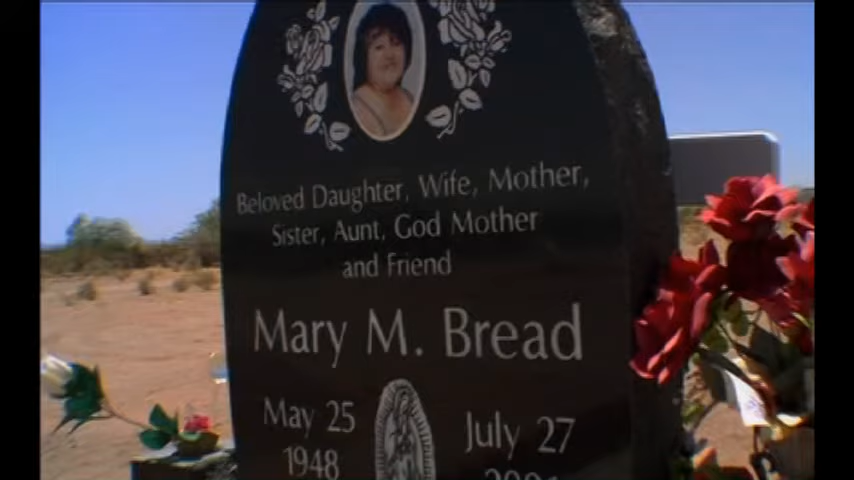 Beloved Daughter, Wife, Mother,
Sister, Aunt, God Mother
and Friend
Mary M. Bread
May 25
July 27
1948